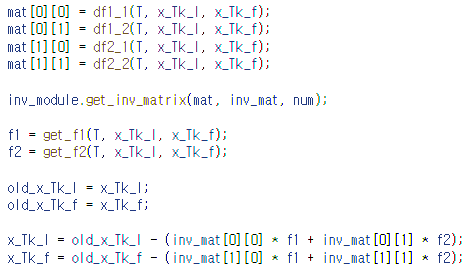 mat[0][0] = df1_1(T, x_Tk_l, x_Tk_f);
mat[0][1] = df1_2(T, x_Tk_l, x_Tk_f);
mat[1][0] = df2_1(T, x_Tk_l, x_Tk_f);
mat[1][1] = df2_2(T, x_Tk_l, x_Tk_f);
inv_module.get_inv_matrix(mat, inv_mat, num);
f1 = get_f1(T, x_Tk_l, x_Tk_f);
f2 = get_f2(T, x_Tk_l, x_Tk_f);
old_x_Tk_l = x_Tk_l;
old_x_Tk_f = x_Tk_f;
x_Tk_l = old_x_Tk_l - (inv_mat[0][0] * f1 + inv_mat[0][1] * f2);
x_Tk_f = old_x_Tk_f - (inv_mat[1][0] * f1 + inv_mat[1][1] * f2);